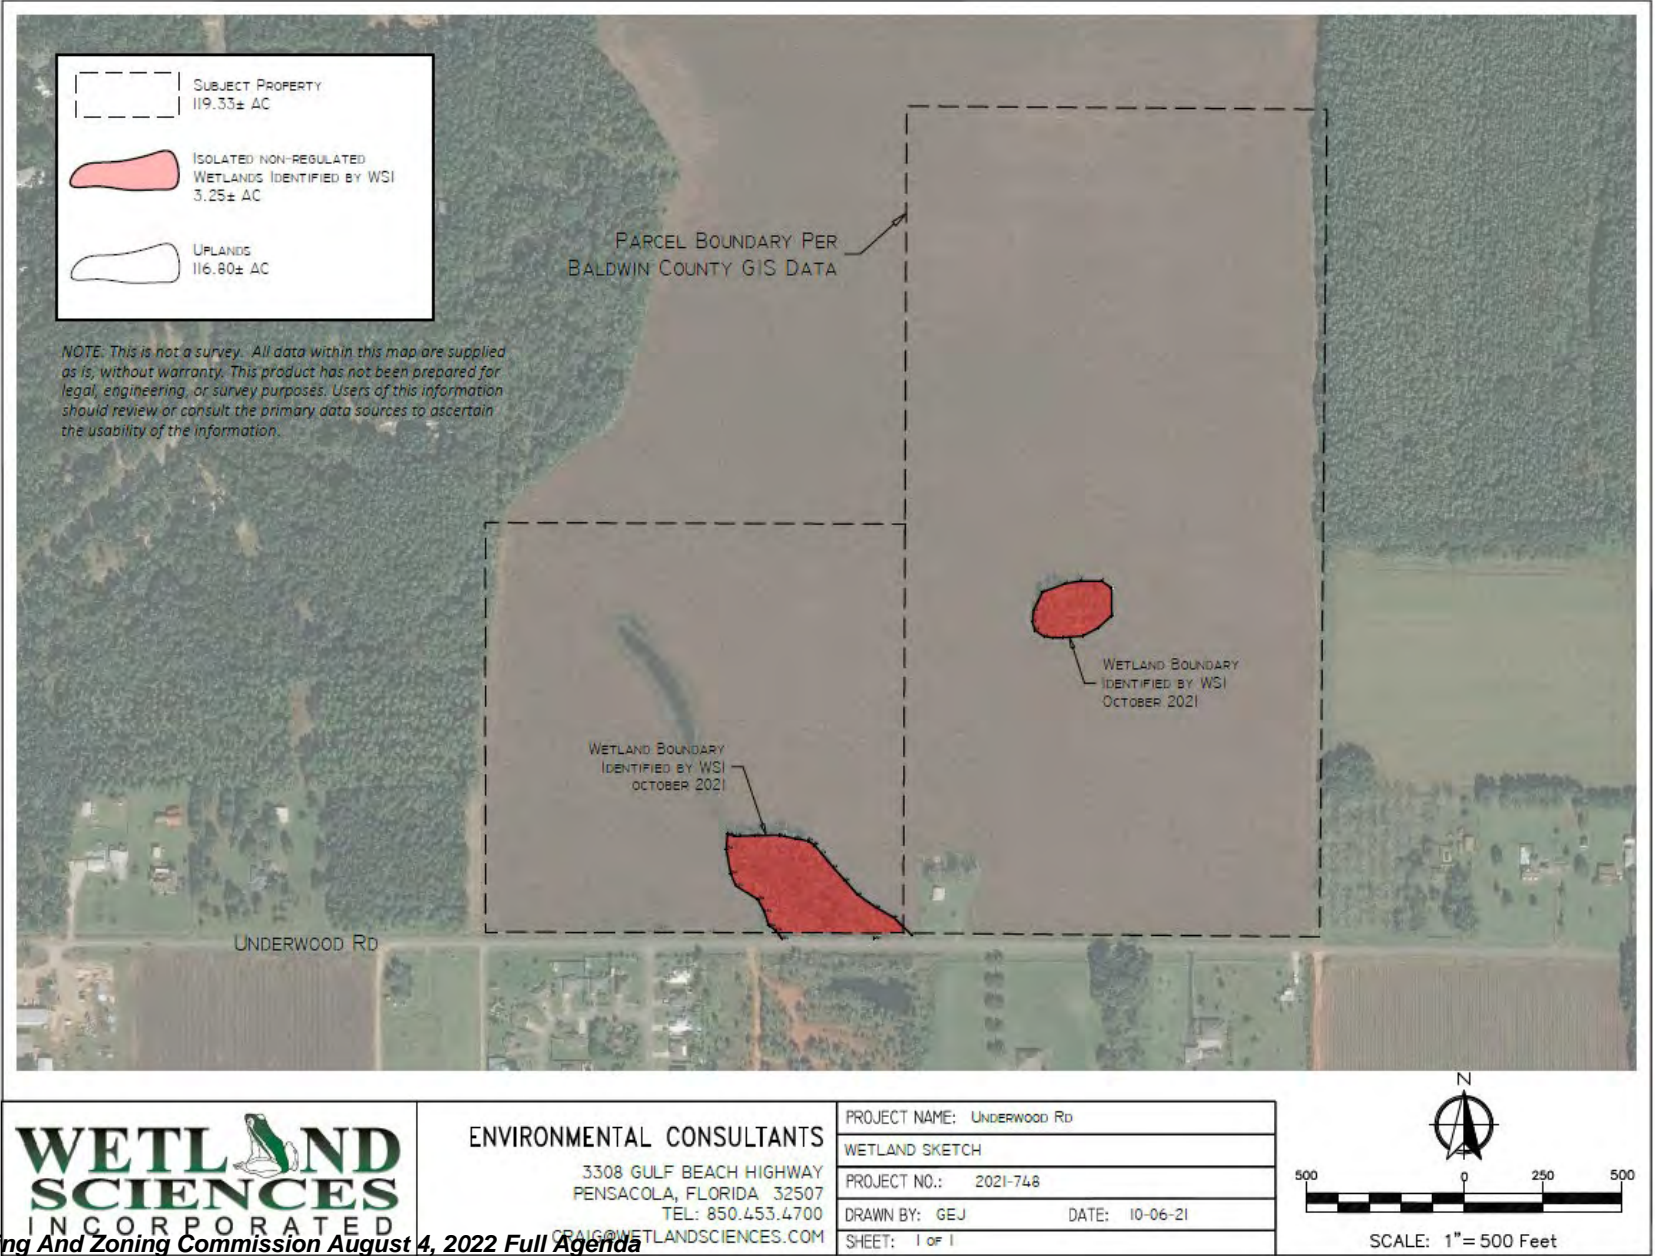 SUBJECT PROPERTY
119.33± AC
ISOLATED NON-REGULATED
WETLANDS IDENTIFIED BY WSI
3.25± AC
UPLANDS
116.80± AC
NOTE: This is not a survey. All data within this map are supplied
as is, without warranty. This product has not been prepared for
legal, engineering, or survey purposes. Users of this information
should review or consult the primary data sources to ascertain
the usability of the information.
PARCEL BOUNDARY PER
BALDWIN COUNTY GIS DATA
WETLAND BOUNDARY
IDENTIFIED BY WSI
OCTOBER 2021
WETLAND BOUNDARY
IDENTIFIED BY WSI
OCTOBER 2021
UNDERWOOD RD
WETLAND
SCIENCES
INCORPORATED
ENVIRONMENTAL CONSULTANTS
3308 GULF BEACH HIGHWAY
PENSACOLA, FLORIDA 32507
TEL: 850.453.4700
CRAIG@WETLANDSCIENCES.COM
PROJECT NAME: UNDERWOOD RD
WETLAND SKETCH
PROJECT NO.: 2021-748
DRAWN BY: GEJ DATE: 10-06-21
SHEET: 1 OF 1
N
500 0 250 500
SCALE: 1"= 500 Feet
ng And Zoning Commission August 4, 2022 Full Agenda